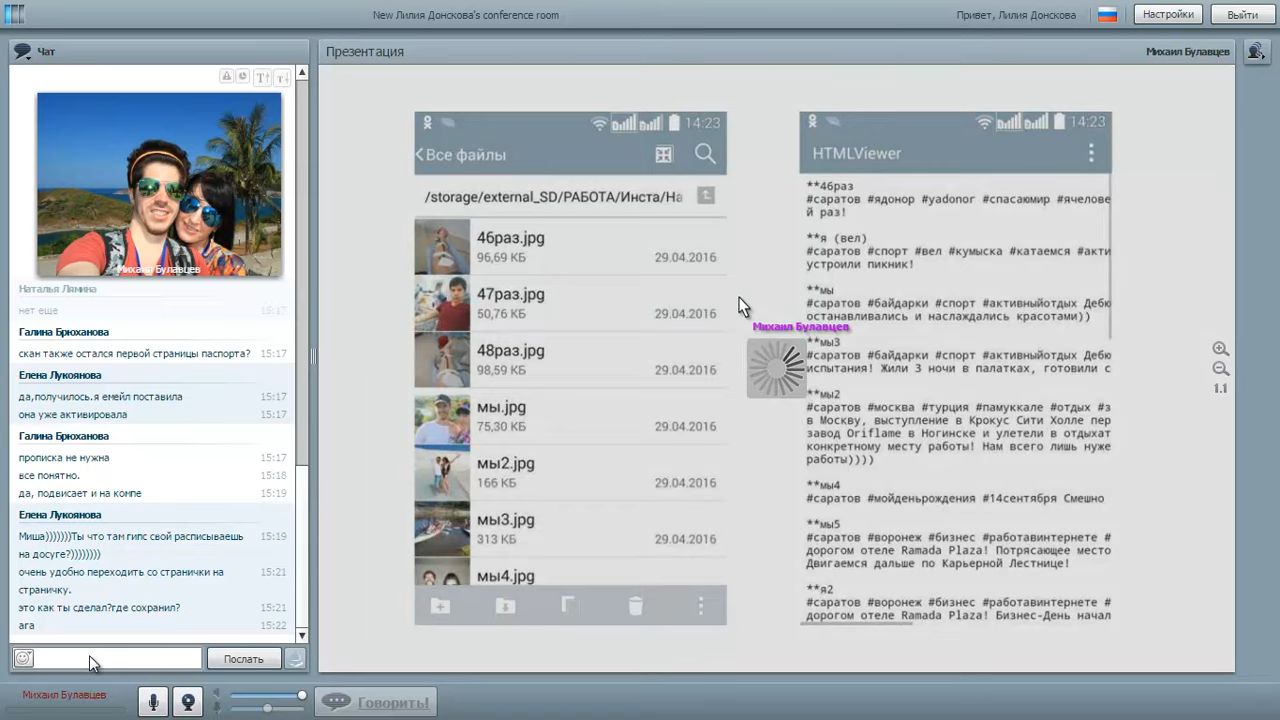 New Лилия Донскова's conference room
Привет, Лилия Донскова
Настройки
Выйти
Чат
Михаил Булавцев
Наталья Лямина
нет еще 15:17
Галина Брюханова
скан также остался первой страницы паспорта? 15:17
Елена Лукоянова
да,получилось.я емейл поставила 15:17
она уже активировала 15:17
Галина Брюханова
прописка не нужна 15:17
все понятно. 15:18
да, подвисает и на компе 15:19
Елена Лукоянова
Миша)))))))Ты что там гипс свой расписываешь 15:19
на досуге?))))))))
очень удобно переходить со странички на 15:21
страничку.
это как ты сделал?где сохранил? 15:21
ага 15:22
Послать
Михаил Булавцев
Говорить!
Презентация
Михаил Булавцев
14:23
Все файлы
/storage/external_SD/РАБОТА/Инста/На
46раз.jpg
96,69 КБ 29.04.2016
47раз.jpg
50,76 КБ 29.04.2016
48раз.jpg
98,59 КБ 29.04.2016
мы.jpg
75,30 КБ 29.04.2016
мы2.jpg
166 КБ 29.04.2016
мы3.jpg
313 КБ 29.04.2016
мы4.jpg
Михаил Булавцев
14:23
HTMLViewer
**46раз
#саратов #ядонор #yadonor #спасаюмир #ячелове
й раз!
**я (вел)
#саратов #спорт #вел #кумыска #катаемся #акти
устроили пикник!
**мы
#саратов #байдарки #спорт #активныйотдых Дебю
останавливались и наслаждались красотами))
**мы3
#саратов #байдарки #спорт #активныйотдых Дебю
испытания! Жили 3 ночи в палатках, готовили с
**мы2
#саратов #москва #турция #памуккале #отдых #з
в Москву, выступление в Крокус Сити Холле пер
завод Oriflame в Ногинске и улетели в отдыхат
конкретному месту работы! Нам всего лишь нуже
работы))))
**мы4
#саратов #мойденьрождения #14сентября Смешно
**мы5
#саратов #воронеж #бизнес #работавинтернете #
дорогом отеле Ramada Plaza! Потрясающее место
Двигаемся дальше по Карьерной Лестнице!
**я2
#саратов #воронеж #бизнес #работавинтернете #
дорогом отеле Ramada Plaza! Бизнес-День начал
1.1